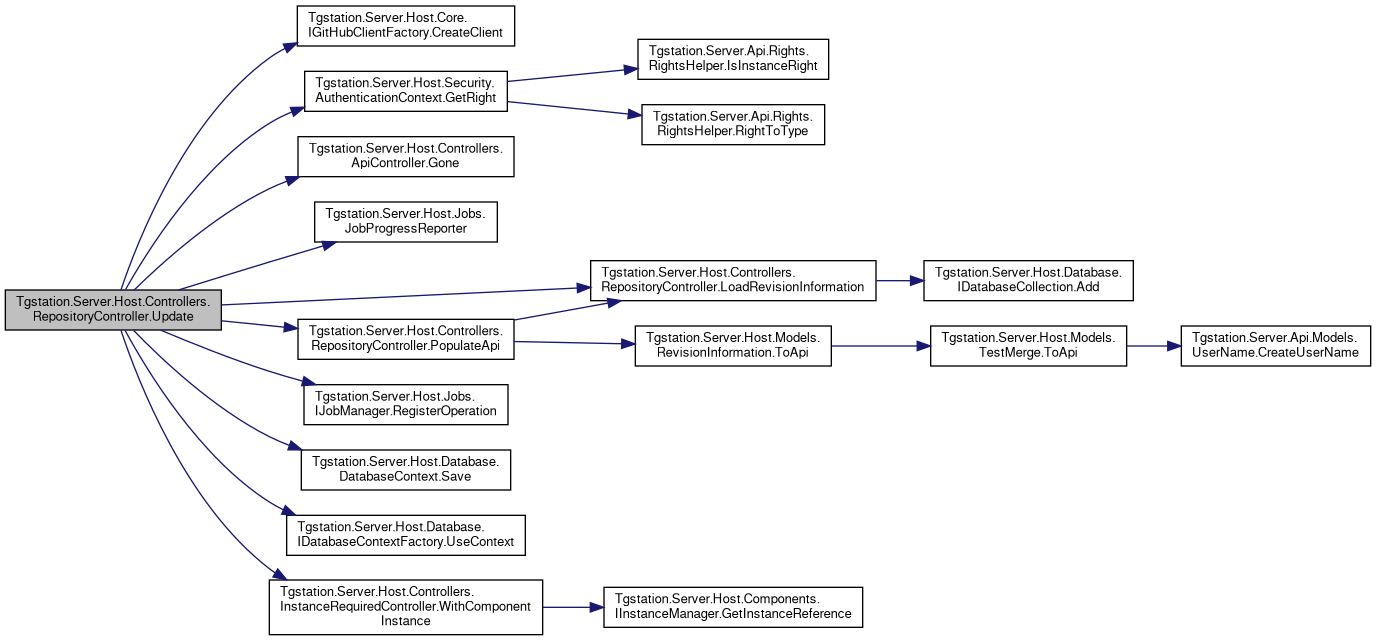 Tgstation.Server.Host.Controllers.
RepositoryController.Update
Tgstation.Server.Host.Core.
IGitHubClientFactory.CreateClient
Tgstation.Server.Host.Security.
AuthenticationContext.GetRight
Tgstation.Server.Api.Rights.
RightsHelper.IsInstanceRight
Tgstation.Server.Api.Rights.
RightsHelper.RightToType
Tgstation.Server.Host.Controllers.
ApiController.Gone
Tgstation.Server.Host.Jobs.
JobProgressReporter
Tgstation.Server.Host.Controllers.
RepositoryController.LoadRevisionInformation
Tgstation.Server.Host.Database.
IDatabaseCollection.Add
Tgstation.Server.Host.Controllers.
RepositoryController.PopulateApi
Tgstation.Server.Host.Models.
RevisionInformation.ToApi
Tgstation.Server.Host.Models.
TestMerge.ToApi
Tgstation.Server.Api.Models.
UserName.CreateUserName
Tgstation.Server.Host.Jobs.
IJobManager.RegisterOperation
Tgstation.Server.Host.Database.
DatabaseContext.Save
Tgstation.Server.Host.Database.
IDatabaseContextFactory.UseContext
Tgstation.Server.Host.Controllers.
InstanceRequiredController.WithComponent
Instance
Tgstation.Server.Host.Components.
IInstanceManager.GetInstanceReference